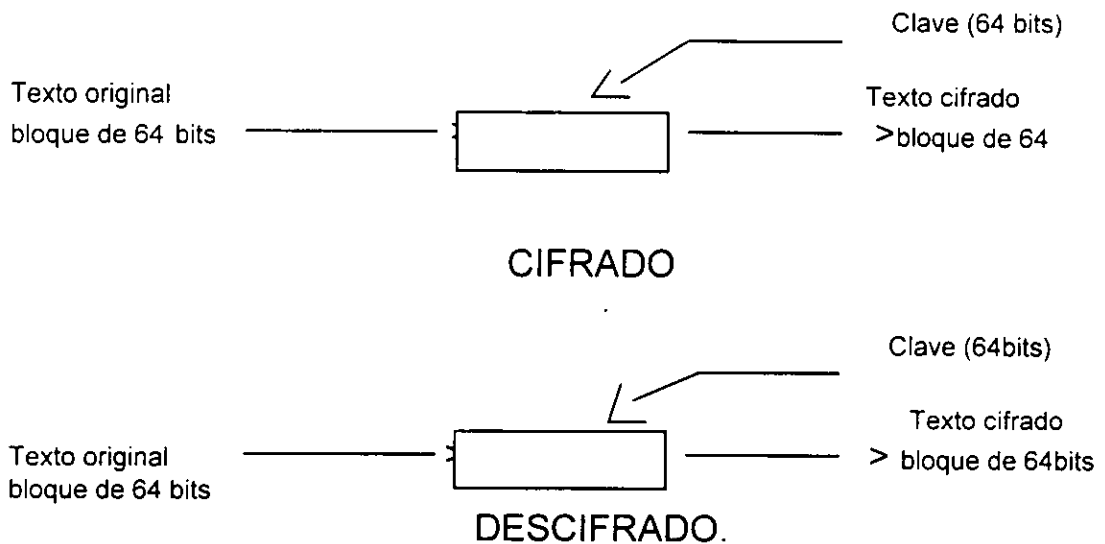 Clave (64 bits)
Texto original
bloque de 64 bits
Texto cifrado
>bloque de 64
CIFRADO
Clave (64bits)
Texto original
bloque de 64 bits
Texto cifrado
> bloque de 64bits
DESCIFRADO.